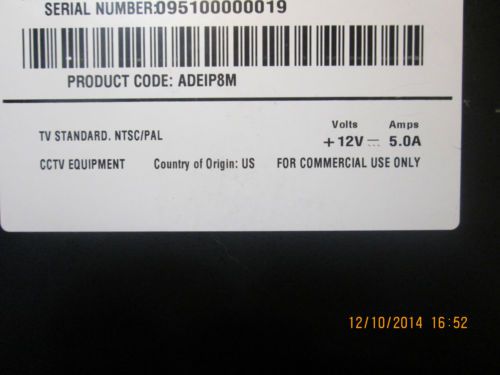 SERIAL NUMBER:095100000019
PRODUCT CODE: ADEIP8M
Volts Amps
TV STANDARD. NTSC/PAL +12V 5.0A
CCTV EQUIPMENT Country of Origin: US FOR COMMERCIAL USE ONLY
12/10/2014 16:52